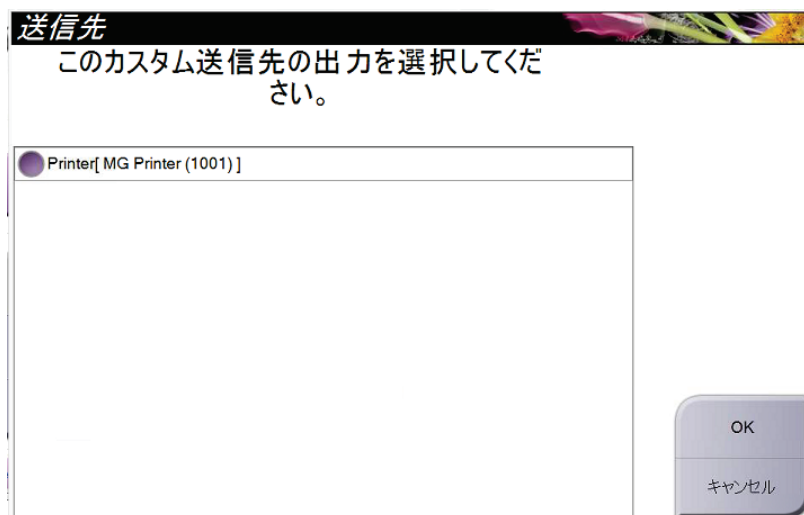 送信先
このカスタム送信先の出力を選択してくだ
さい。
Printer[ MG Printer (1001) ]
OK
キャンセル